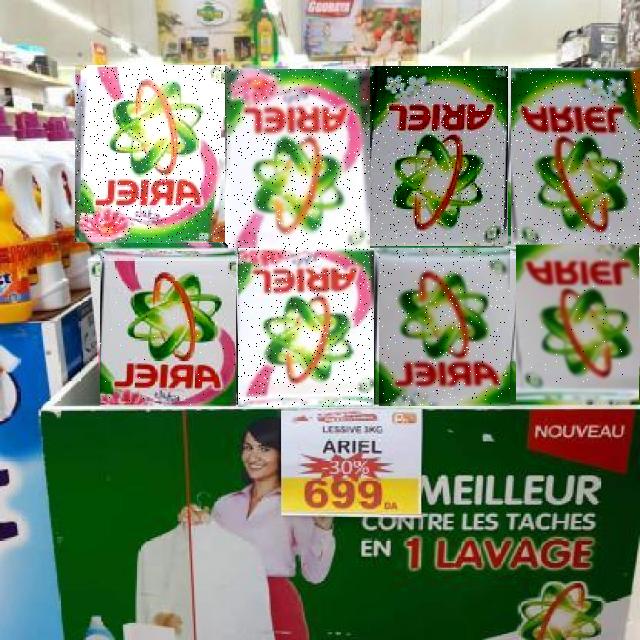 ARIEL
ARIEL
ARIEL
ARIEL
ARIEL
ARIEL
ARIEL
ARIEL
NOUVEAU
LESSIVE 3KG
ARIEL
-30%
699 DA
MEILLEUR
CONTRE LES TACHES
EN 1 LAVAGE